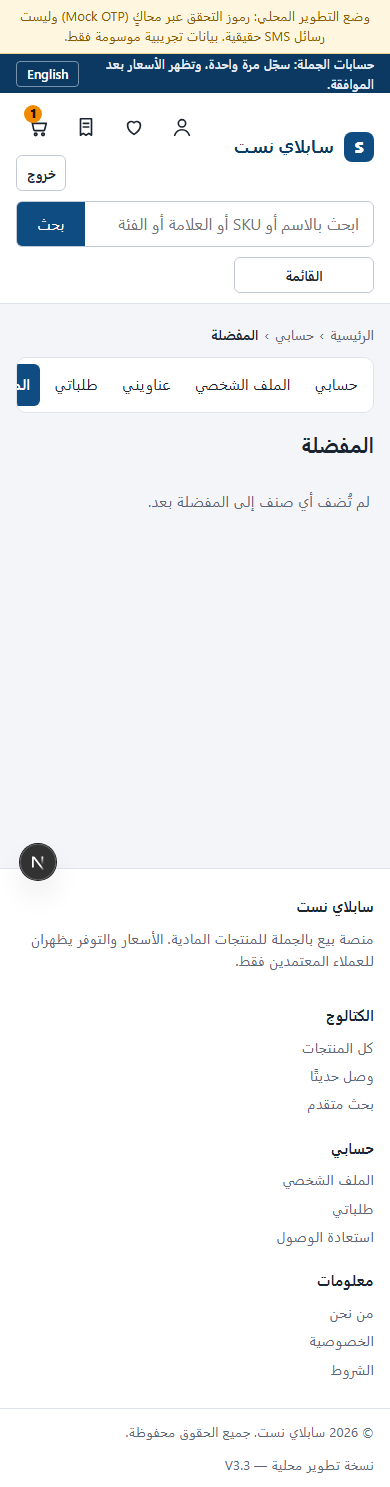 وضع التطوير المحلي: رموز التحقق عبر محاكٍ (Mock OTP) وليست
رسائل SMS حقيقية. بيانات تجريبية موسومة فقط.
حسابات الجملة: سجّل مرة واحدة، وتظهر الأسعار بعد
الموافقة.
English
S
سابلاي نست
1
خروج
ابحث بالاسم أو SKU أو العلامة أو الفئة
بحث
القائمة
الرئيسية › حسابي › المفضلة
حسابي
الملف الشخصي
عناويني
طلباتي
الم
المفضلة
لم تُضف أي صنف إلى المفضلة بعد.
N
سابلاي نست
منصة بيع بالجملة للمنتجات المادية. الأسعار والتوفر يظهران
للعملاء المعتمدين فقط.
الكتالوج
كل المنتجات
وصل حديثًا
بحث متقدم
حسابي
الملف الشخصي
طلباتي
استعادة الوصول
معلومات
من نحن
الخصوصية
الشروط
© 2026 سابلاي نست. جميع الحقوق محفوظة.
نسخة تطوير محلية — V3.3